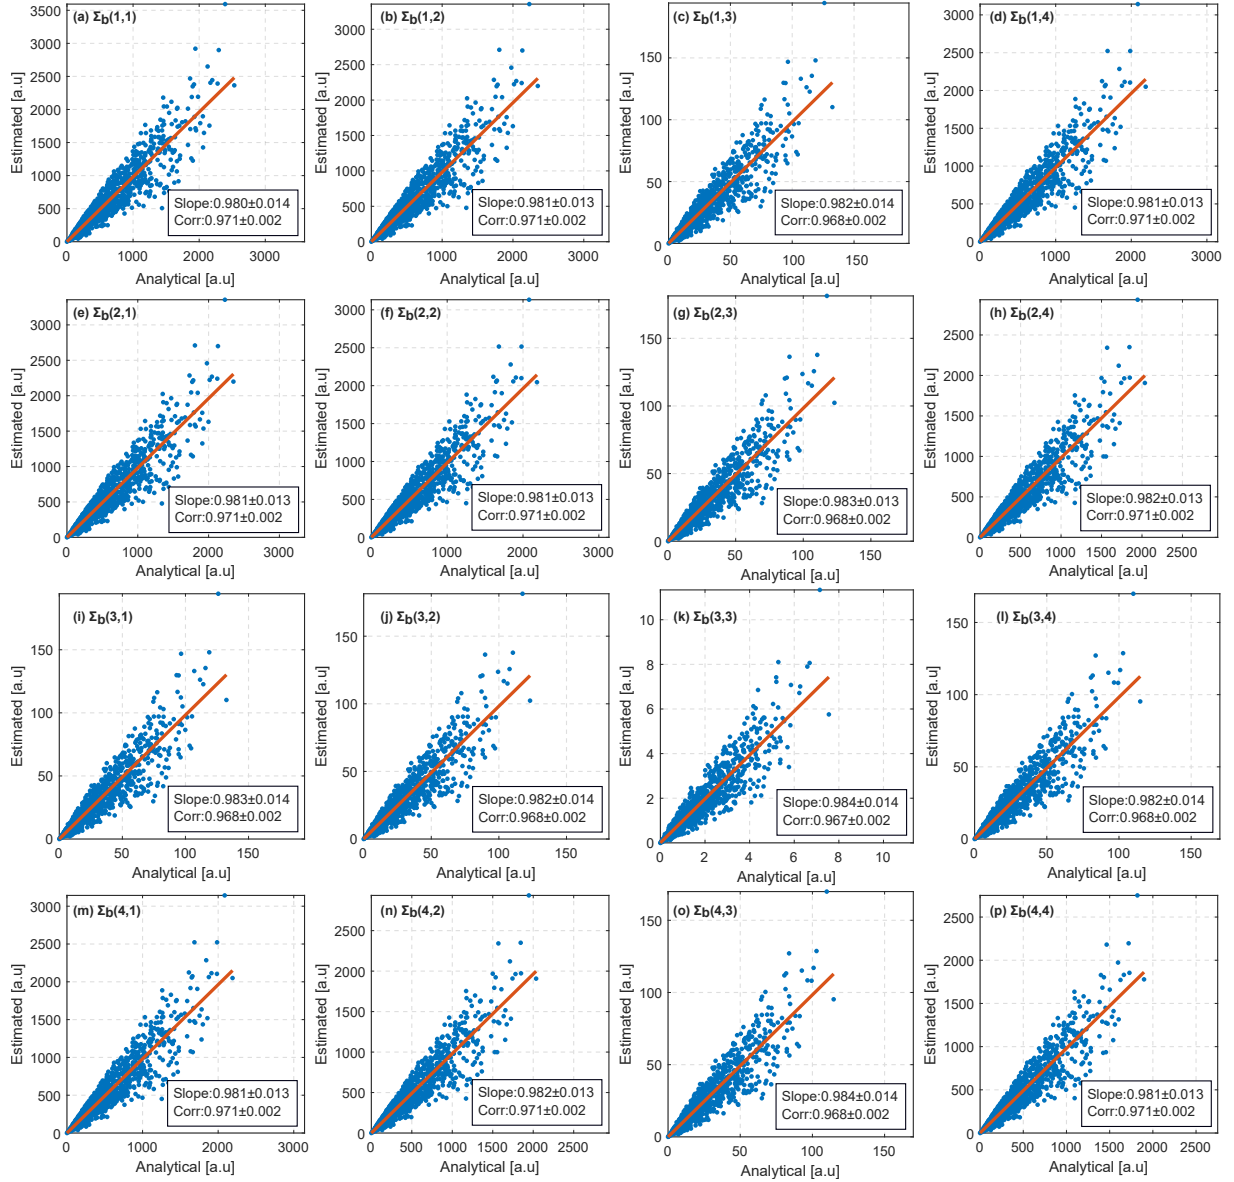 (a) Σb(1,1)
3500
3000
2500
2000
1500
1000
500
0
Estimated [a.u]
Slope:0.980±0.014
Corr:0.971±0.002
0 1000 2000 3000
Analytical [a.u]
(b) Σb(1,2)
3000
2500
2000
1500
1000
500
0
Estimated [a.u]
Slope:0.981±0.013
Corr:0.971±0.002
0 1000 2000 3000
Analytical [a.u]
(c) Σb(1,3)
150
100
50
0
Estimated [a.u]
Slope:0.982±0.014
Corr:0.968±0.002
0 50 100 150
Analytical [a.u]
(d) Σb(1,4)
3000
2500
2000
1500
1000
500
0
Estimated [a.u]
Slope:0.981±0.013
Corr:0.971±0.002
0 1000 2000 3000
Analytical [a.u]
(e) Σb(2,1)
3000
2500
2000
1500
1000
500
0
Estimated [a.u]
Slope:0.981±0.013
Corr:0.971±0.002
0 1000 2000 3000
Analytical [a.u]
(f) Σb(2,2)
3000
2500
2000
1500
1000
500
0
Estimated [a.u]
Slope:0.981±0.013
Corr:0.971±0.002
0 1000 2000 3000
Analytical [a.u]
(g) Σb(2,3)
150
100
50
0
Estimated [a.u]
Slope:0.983±0.013
Corr:0.968±0.002
0 50 100 150
Analytical [a.u]
(h) Σb(2,4)
2500
2000
1500
1000
500
0
Estimated [a.u]
Slope:0.982±0.013
Corr:0.971±0.002
0 500 1000 1500 2000 2500
Analytical [a.u]
(i) Σb(3,1)
150
100
50
0
Estimated [a.u]
Slope:0.983±0.014
Corr:0.968±0.002
0 50 100 150
Analytical [a.u]
(j) Σb(3,2)
150
100
50
0
Estimated [a.u]
Slope:0.982±0.014
Corr:0.968±0.002
0 50 100 150
Analytical [a.u]
(k) Σb(3,3)
10
8
6
4
2
0
Estimated [a.u]
Slope:0.984±0.014
Corr:0.967±0.002
0 2 4 6 8 10
Analytical [a.u]
(l) Σb(3,4)
150
100
50
0
Estimated [a.u]
Slope:0.982±0.014
Corr:0.968±0.002
0 50 100 150
Analytical [a.u]
(m) Σb(4,1)
3000
2500
2000
1500
1000
500
0
Estimated [a.u]
Slope:0.981±0.013
Corr:0.971±0.002
0 1000 2000 3000
Analytical [a.u]
(n) Σb(4,2)
2500
2000
1500
1000
500
0
Estimated [a.u]
Slope:0.982±0.013
Corr:0.971±0.002
0 500 1000 1500 2000 2500
Analytical [a.u]
(o) Σb(4,3)
150
100
50
0
Estimated [a.u]
Slope:0.984±0.014
Corr:0.968±0.002
0 50 100 150
Analytical [a.u]
(p) Σb(4,4)
2500
2000
1500
1000
500
0
Estimated [a.u]
Slope:0.981±0.013
Corr:0.971±0.002
0 500 1000 1500 2000 2500
Analytical [a.u]